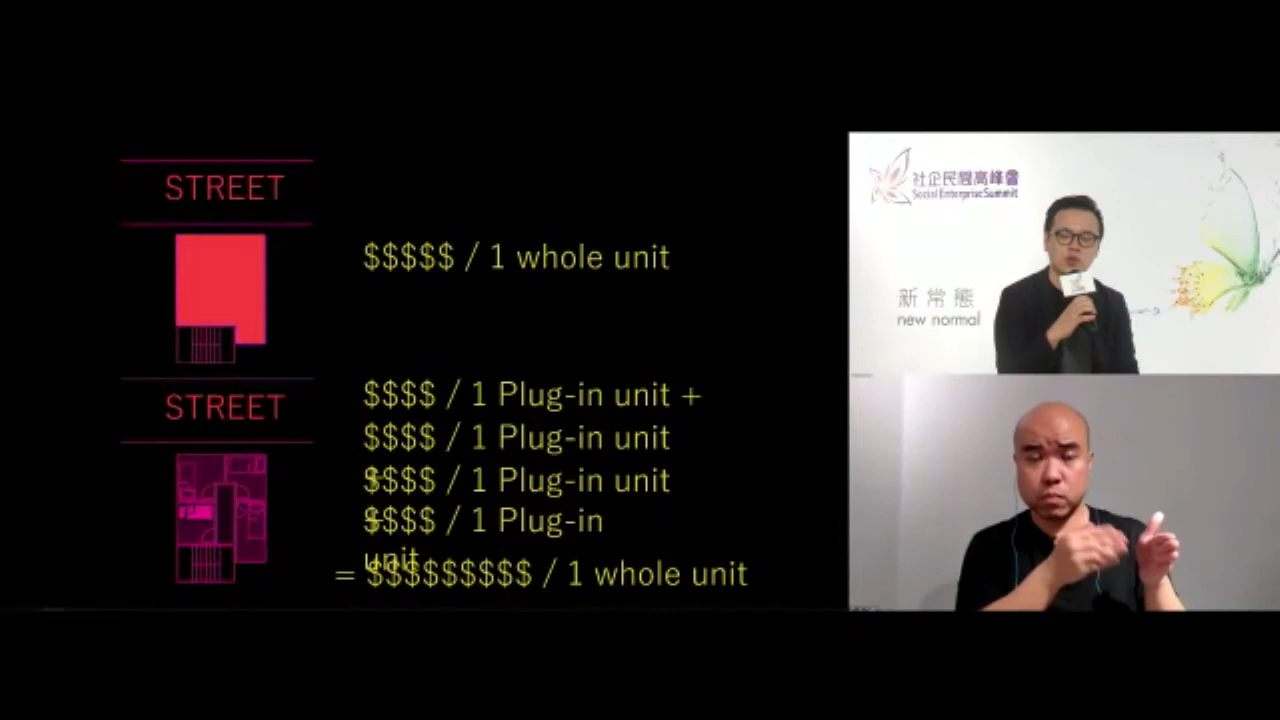 STREET
$$$$$ / 1 whole unit
STREET
$$$$ / 1 Plug-in unit +
$$$$ / 1 Plug-in unit
+
$$$$ / 1 Plug-in unit
+
$$$$ / 1 Plug-in
unit
= $$$$$$$$$ / 1 whole unit
社企民間高峰會
Social Enterprise Summit
新常態
new normal